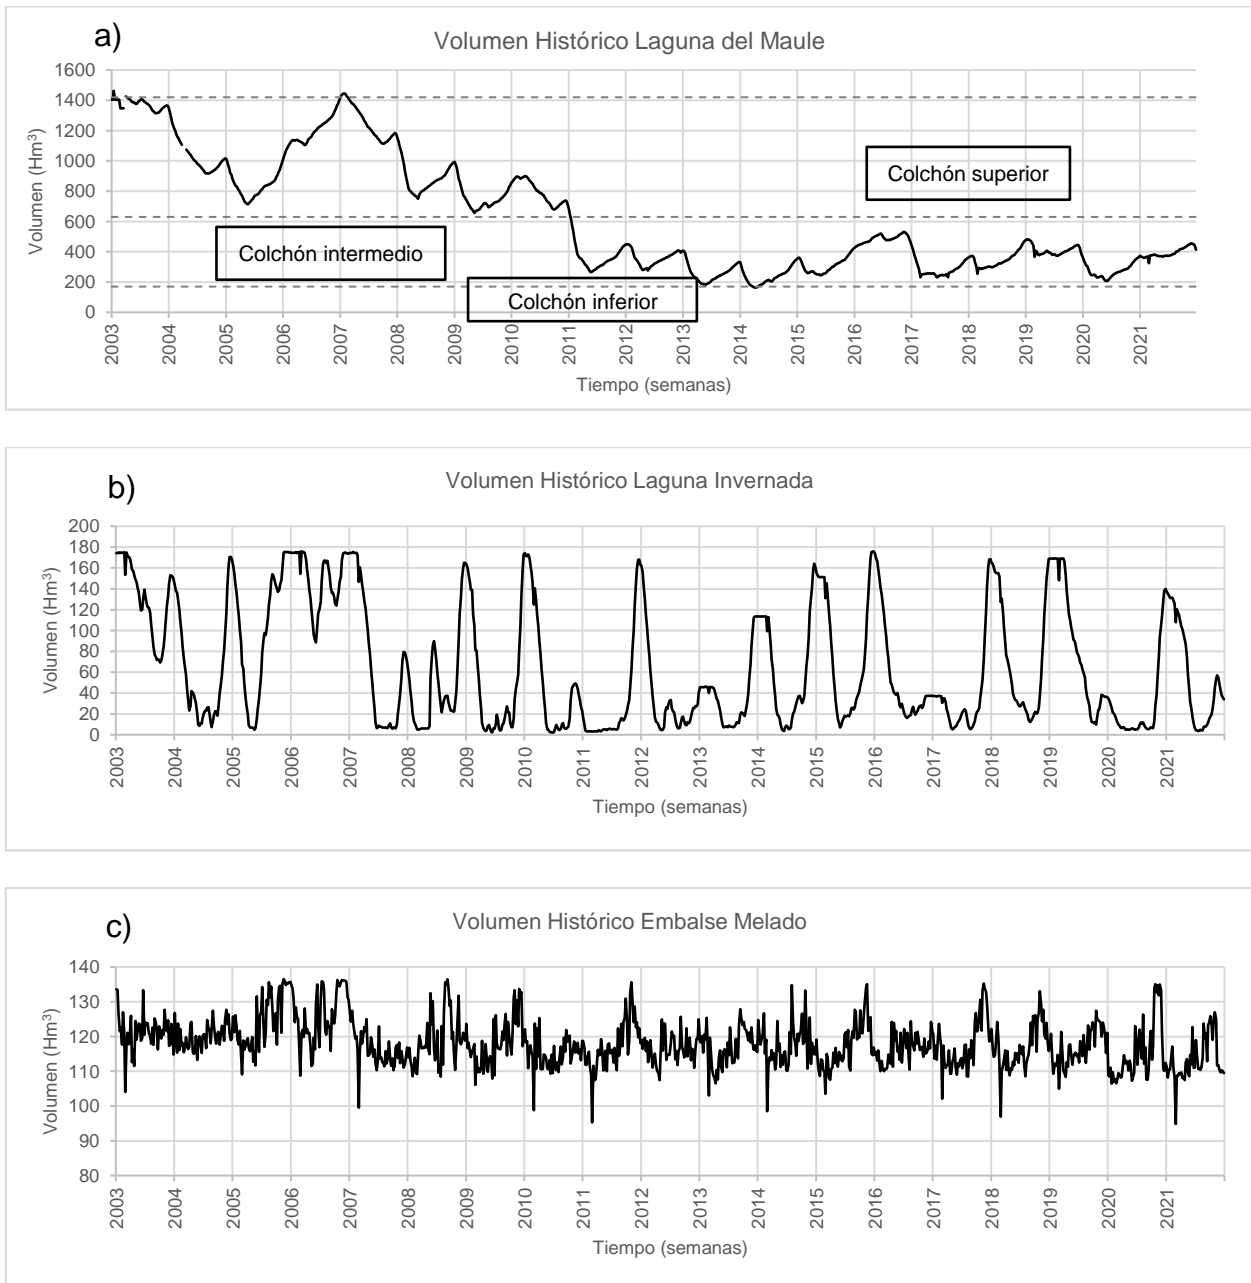 a)
Volumen Histórico Laguna del Maule
Volumen (Hm³)
1600
1400
1200
1000
800
600
400
200
0
Colchón superior
Colchón intermedio
Colchón inferior
2003 2004 2005 2006 2007 2008 2009 2010 2011 2012 2013 2014 2015 2016 2017 2018 2019 2020 2021
Tiempo (semanas)
b)
Volumen Histórico Laguna Invernada
Volumen (Hm³)
200
180
160
140
120
100
80
60
40
20
0
2003 2004 2005 2006 2007 2008 2009 2010 2011 2012 2013 2014 2015 2016 2017 2018 2019 2020 2021
Tiempo (semanas)
c)
Volumen Histórico Embalse Melado
Volumen (Hm³)
140
130
120
110
100
90
80
2003 2004 2005 2006 2007 2008 2009 2010 2011 2012 2013 2014 2015 2016 2017 2018 2019 2020 2021
Tiempo (semanas)